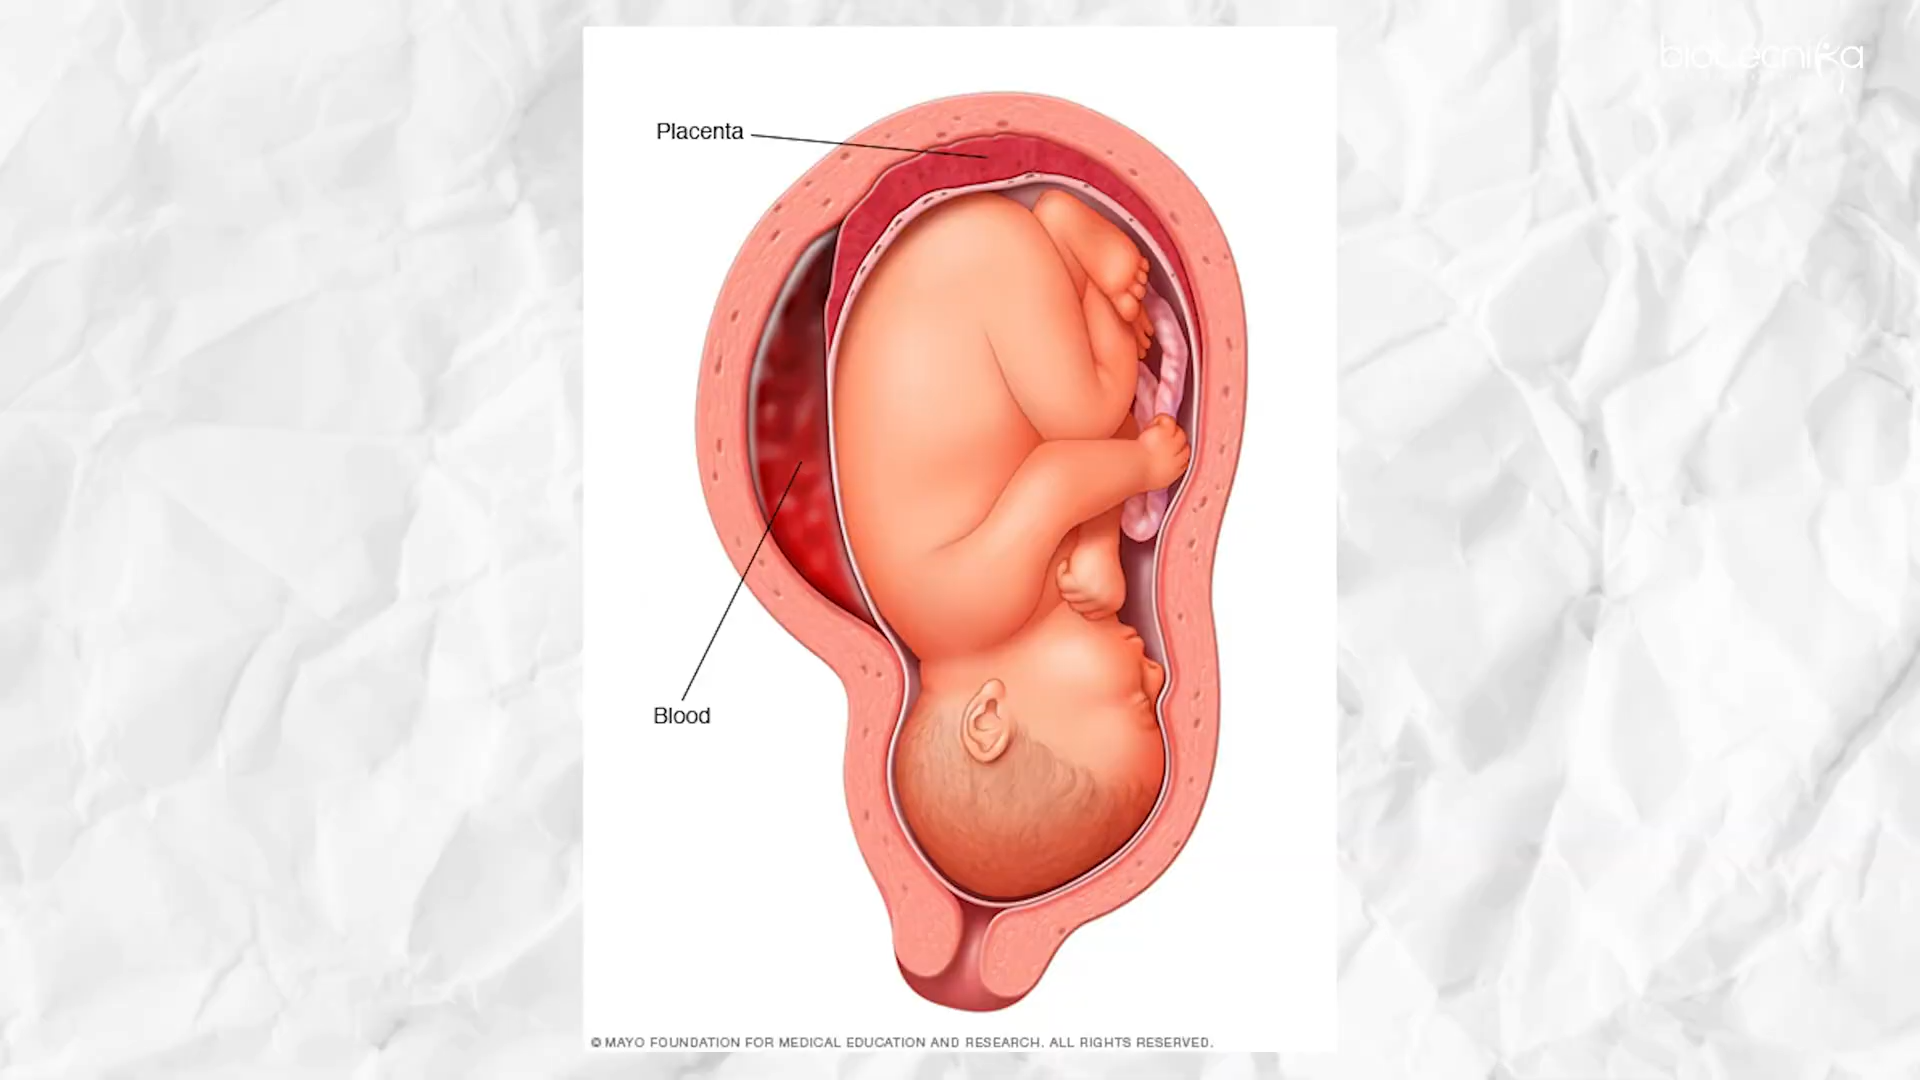 biotecnika
Placenta
Blood
© MAYO FOUNDATION FOR MEDICAL EDUCATION AND RESEARCH. ALL RIGHTS RESERVED.